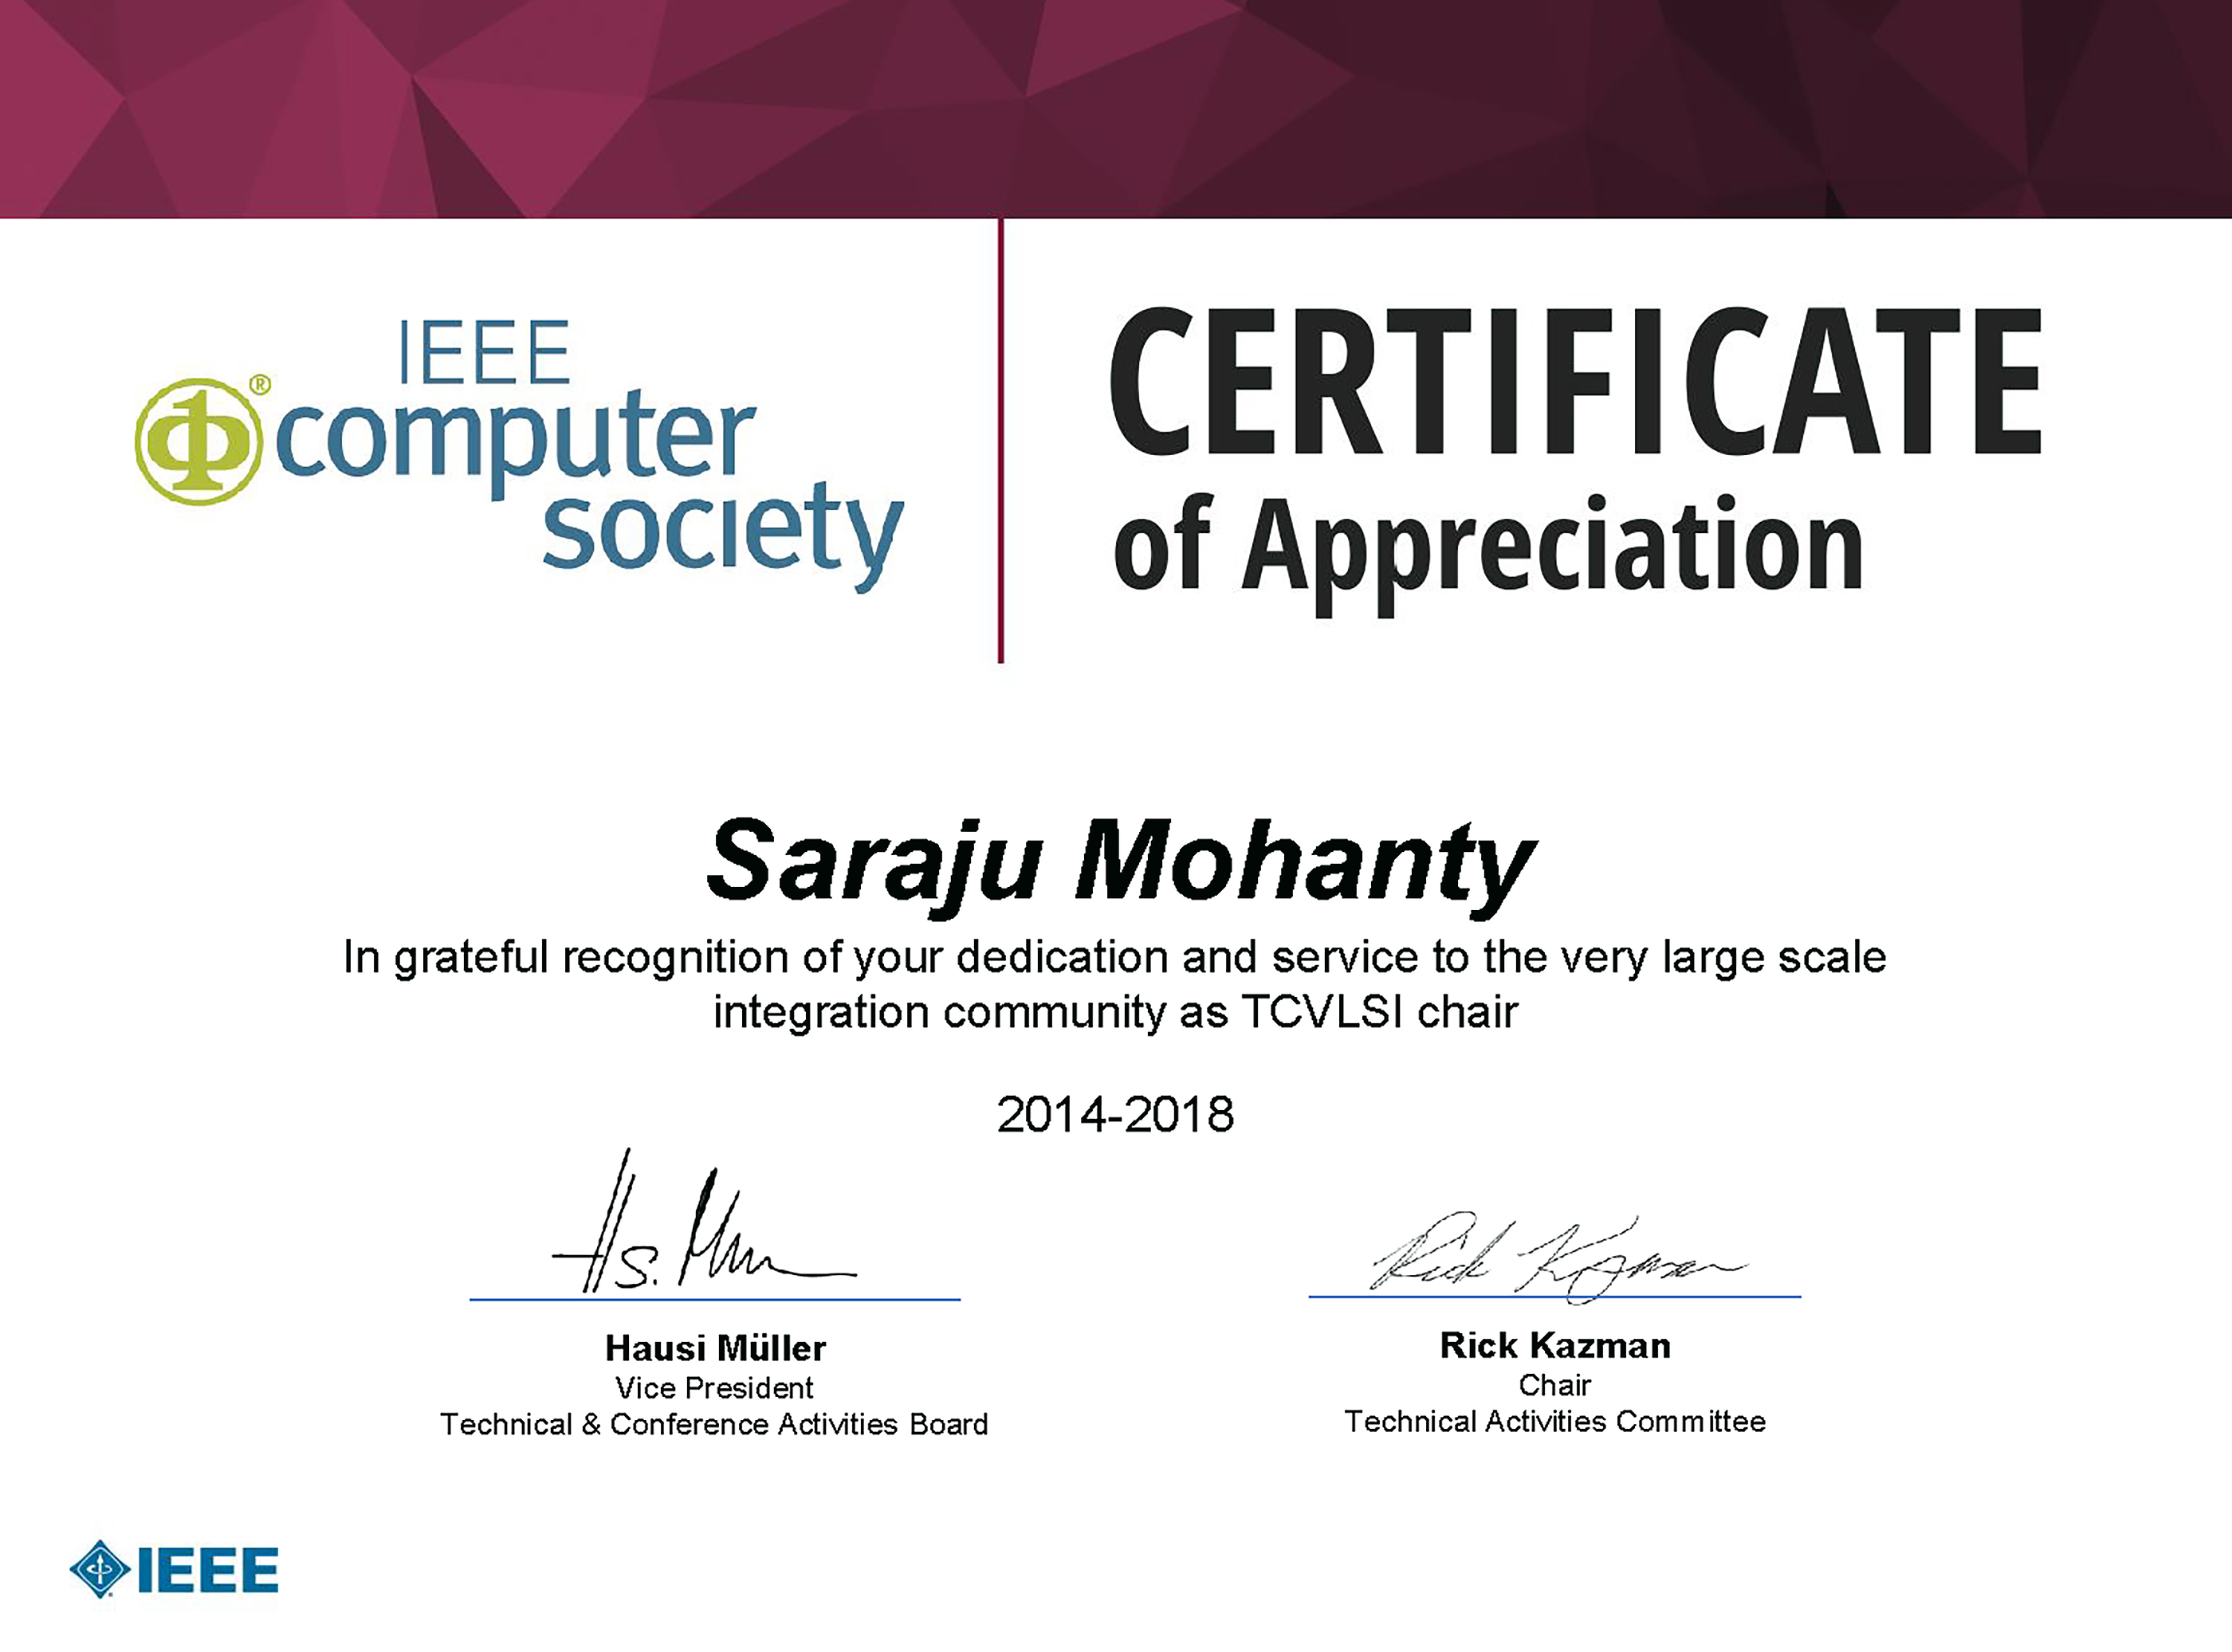 IEEE
computer
society
®
CERTIFICATE
of Appreciation
Saraju Mohanty
In grateful recognition of your dedication and service to the very large scale
integration community as TCVLSI chair
2014-2018
Hs. Müller
Rick Kazman
Hausi Müller
Vice President
Technical & Conference Activities Board
Rick Kazman
Chair
Technical Activities Committee
IEEE